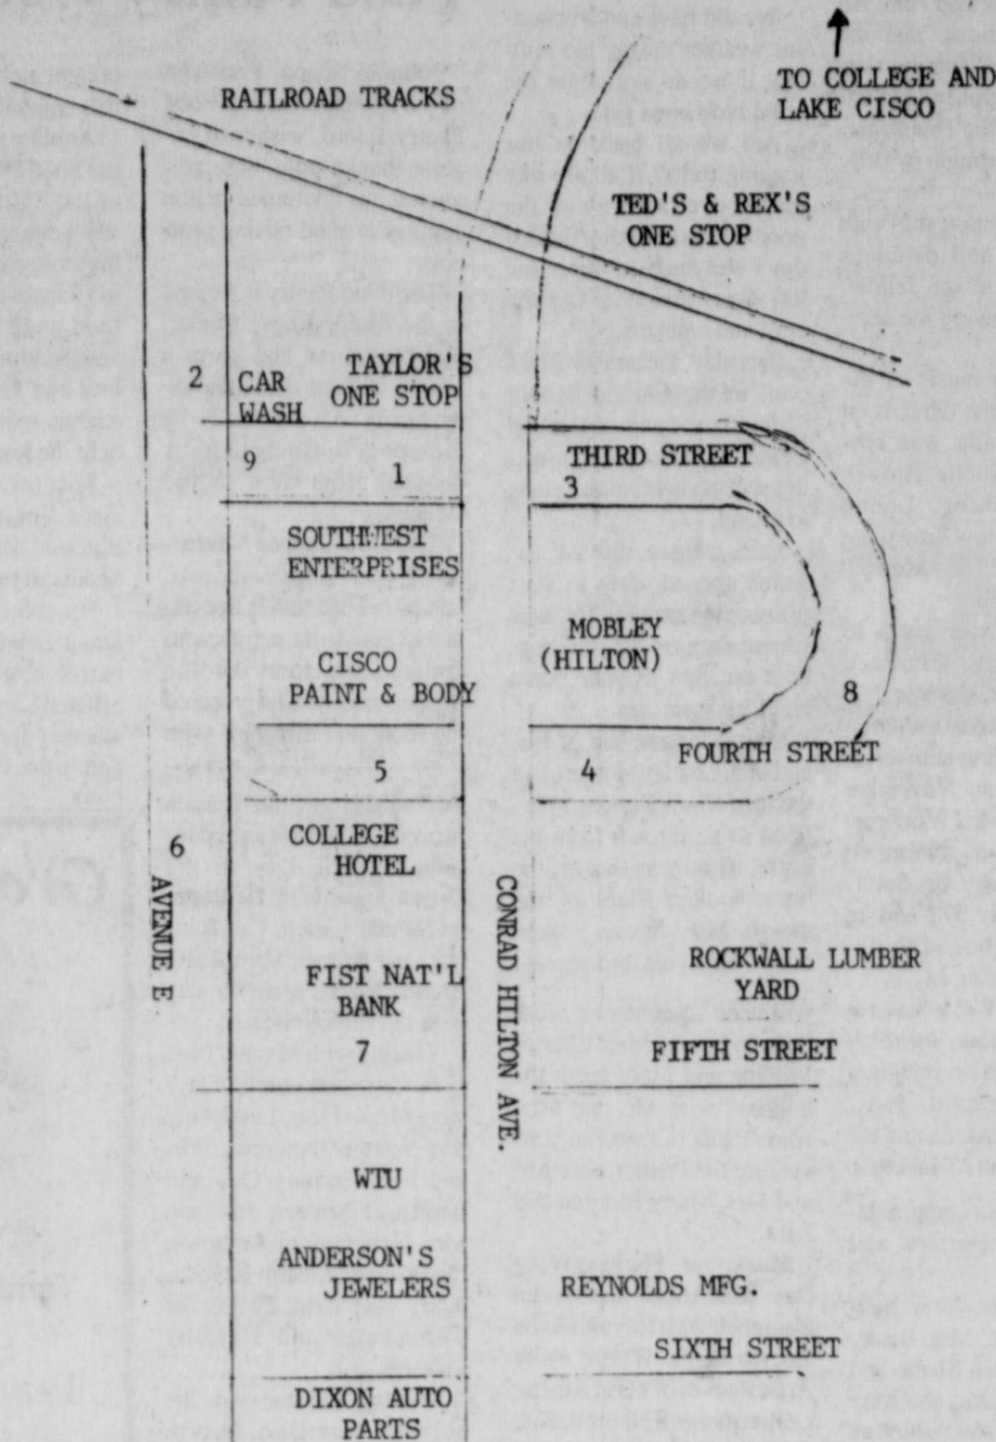 TO COLLEGE AND
LAKE CISCO
RAILROAD TRACKS
TED'S & REX'S
ONE STOP
2
CAR
WASH
TAYLOR'S
ONE STOP
9
1
THIRD STREET
3
SOUTHWEST
ENTERPRISES
CISCO
PAINT & BODY
MOBLEY
(HILTON)
8
FOURTH STREET
5
4
6
COLLEGE
HOTEL
AVENUE E
CONRAD HILTON AVE.
FIST NAT'L
BANK
7
ROCKWALL LUMBER
YARD
FIFTH STREET
WTU
ANDERSON'S
JEWELERS
REYNOLDS MFG.
SIXTH STREET
DIXON AUTO
PARTS